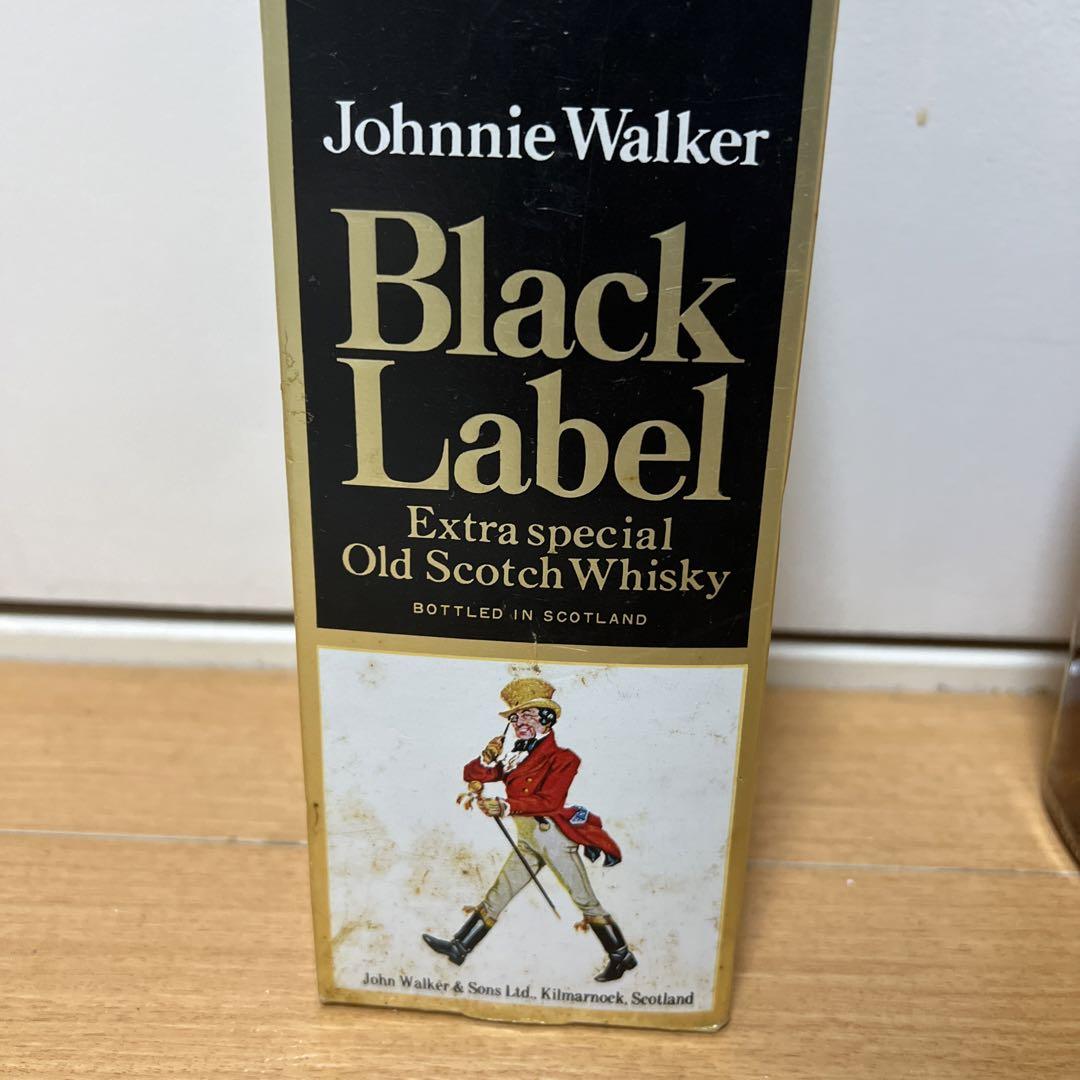 Johnnie Walker
Black
Label
Extra special
Old Scotch Whisky
BOTTLED IN SCOTLAND
John Walker & Sons Ltd., Kilmarnock, Scotland